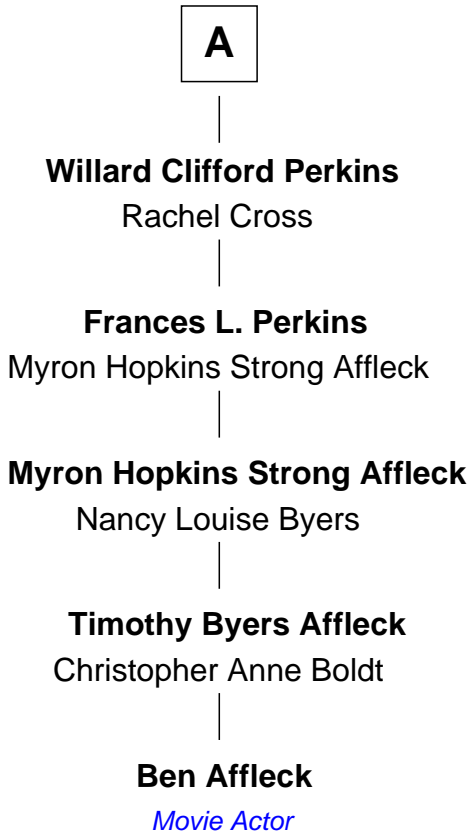 A
Willard Clifford Perkins
Rachel Cross
Frances L. Perkins
Myron Hopkins Strong Affleck
Myron Hopkins Strong Affleck
Nancy Louise Byers
Timothy Byers Affleck
Christopher Anne Boldt
Ben Affleck
Movie Actor